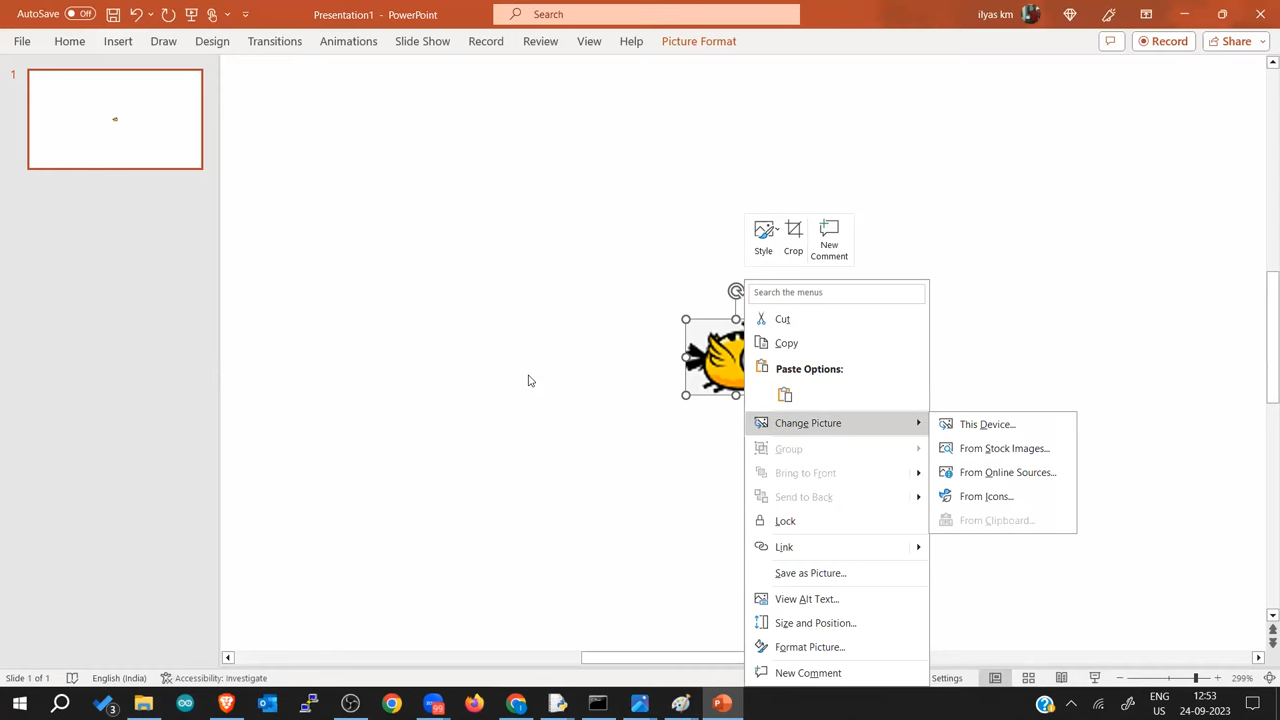 AutoSave Off
Presentation1 - PowerPoint
Search
ilyas km
File Home Insert Draw Design Transitions Animations Slide Show Record Review View Help Picture Format
Record
Share
1
Style
Crop
New
Comment
Search the menus
Cut
Copy
Paste Options:
Change Picture
Group
Bring to Front
Send to Back
Lock
Link
Save as Picture...
View Alt Text...
Size and Position...
Format Picture...
New Comment
This Device...
From Stock Images...
From Online Sources...
From Icons...
From Clipboard...
Slide 1 of 1
English (India)
Accessibility: Investigate
Settings
299%
99
ENG
US
12:53
24-09-2023